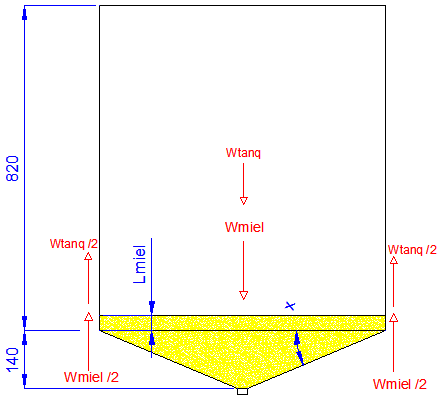 820
Wtanq
Wmiel
Wtanq /2
Lmiel
Wtanq /2
x
140
Wmiel /2
Wmiel /2